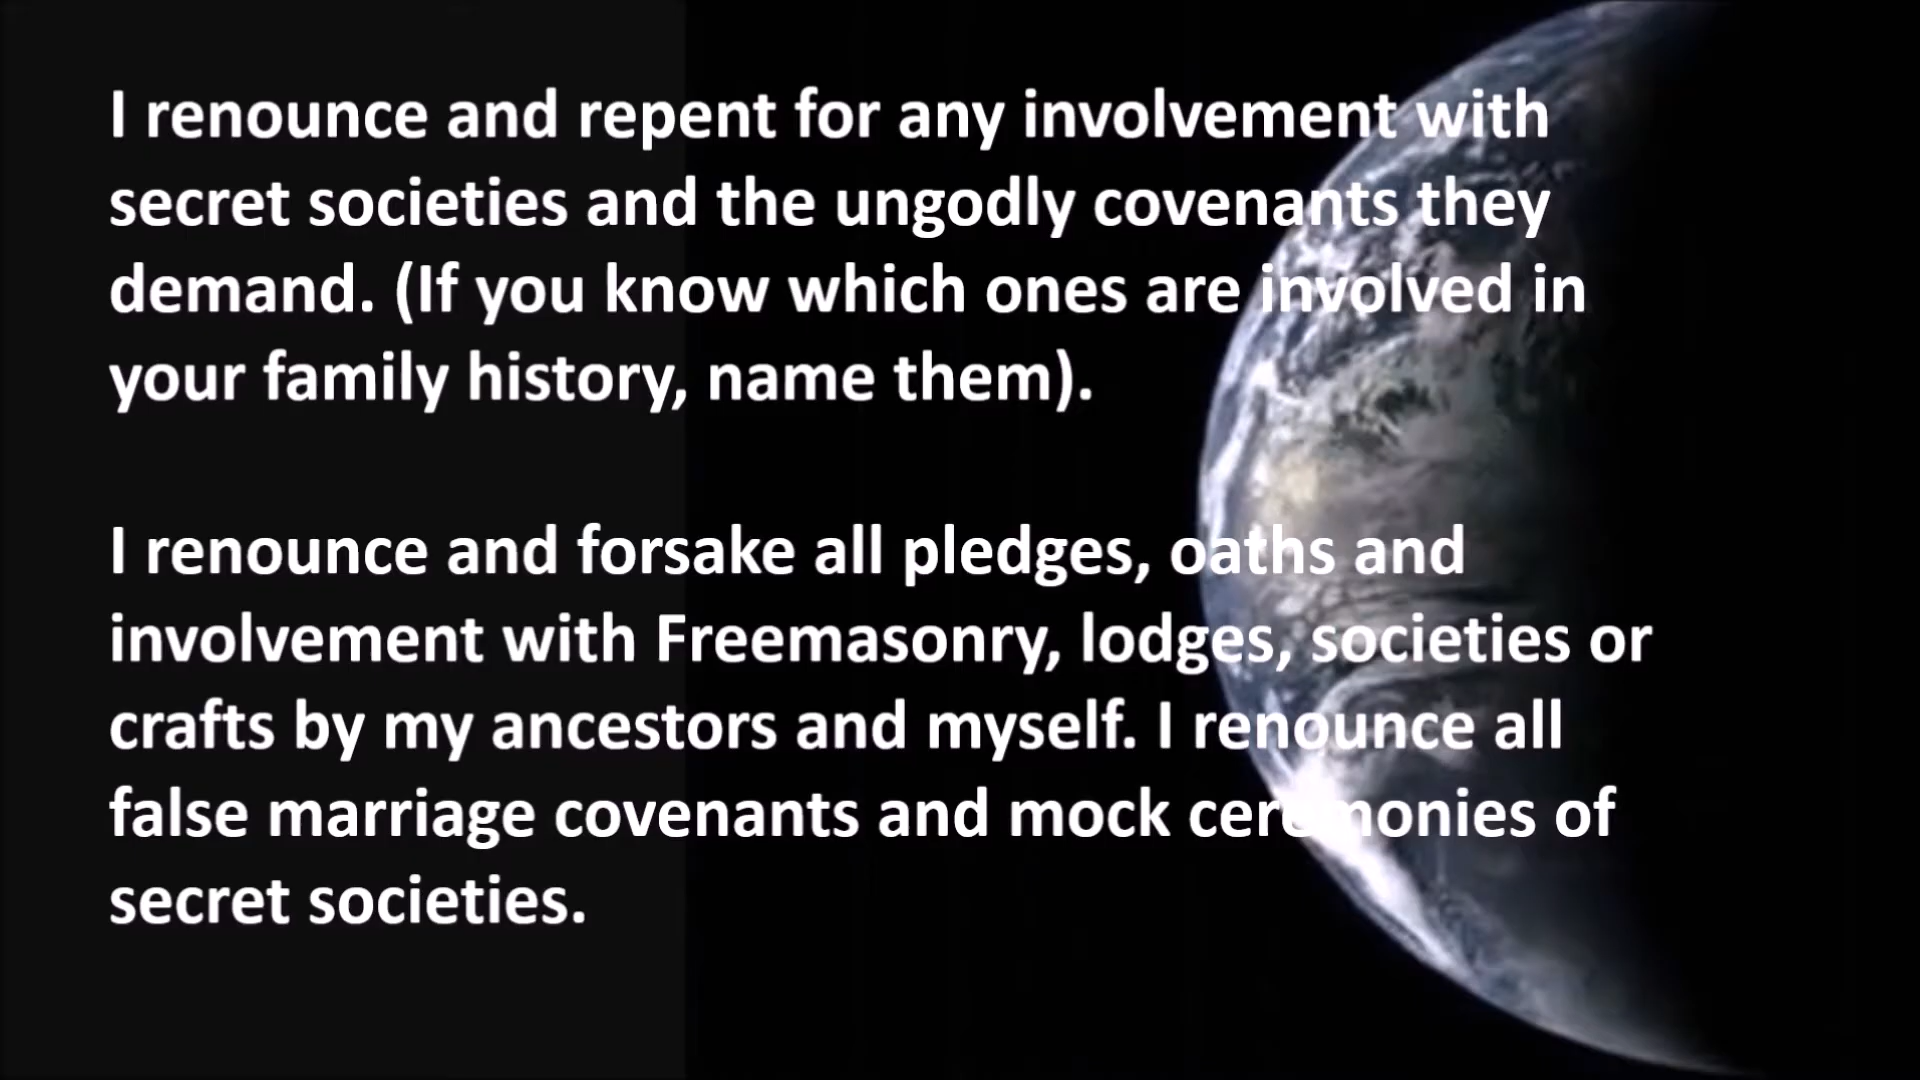 I renounce and repent for any involvement with
secret societies and the ungodly covenants they
demand. (If you know which ones are involved in
your family history, name them).
I renounce and forsake all pledges, oaths and
involvement with Freemasonry, lodges, societies or
crafts by my ancestors and myself. I renounce all
false marriage covenants and mock ceremonies of
secret societies.